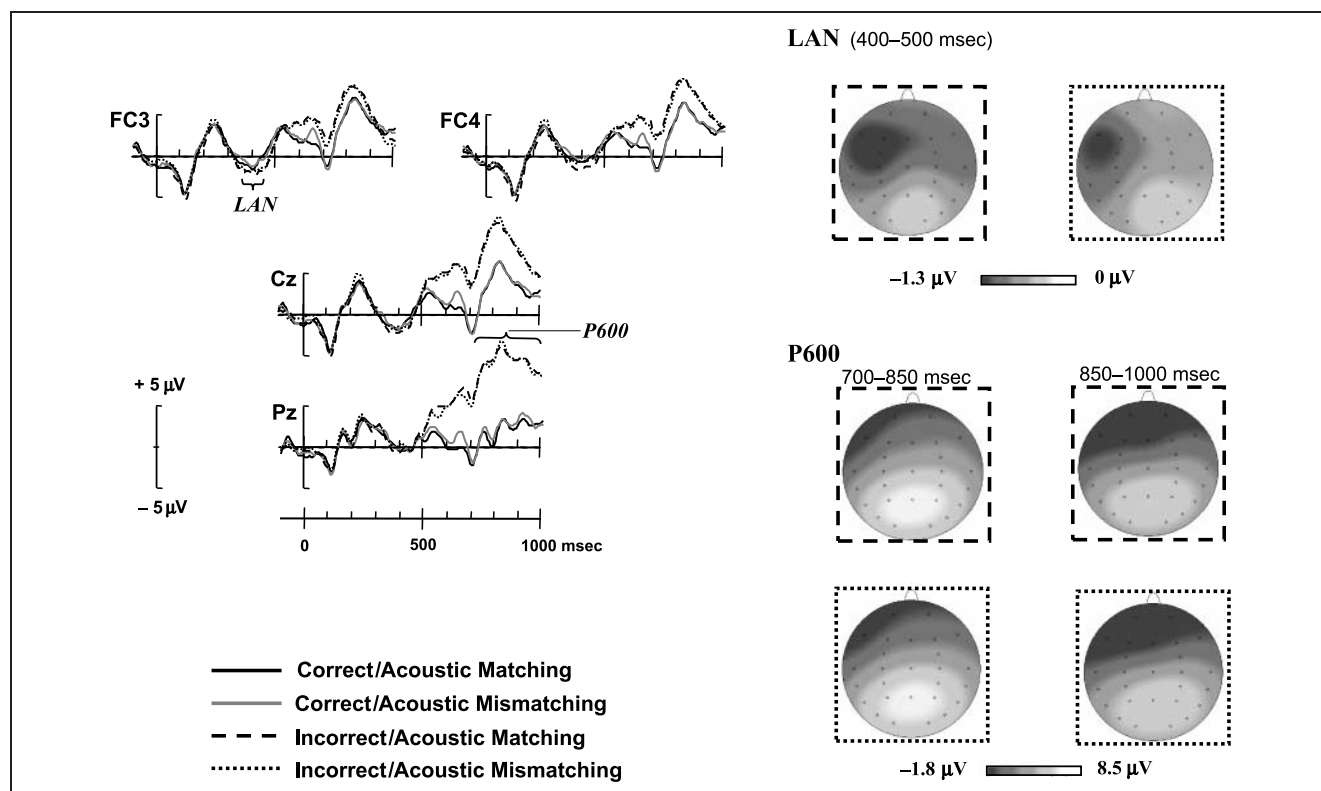 FC3
LAN
FC4
Cz
P600
+ 5 μV
Pz
– 5 μV
0 500 1000 msec
Correct/Acoustic Matching
Correct/Acoustic Mismatching
Incorrect/Acoustic Matching
Incorrect/Acoustic Mismatching
LAN (400–500 msec)
–1.3 μV 0 μV
P600
700–850 msec 850–1000 msec
–1.8 μV 8.5 μV